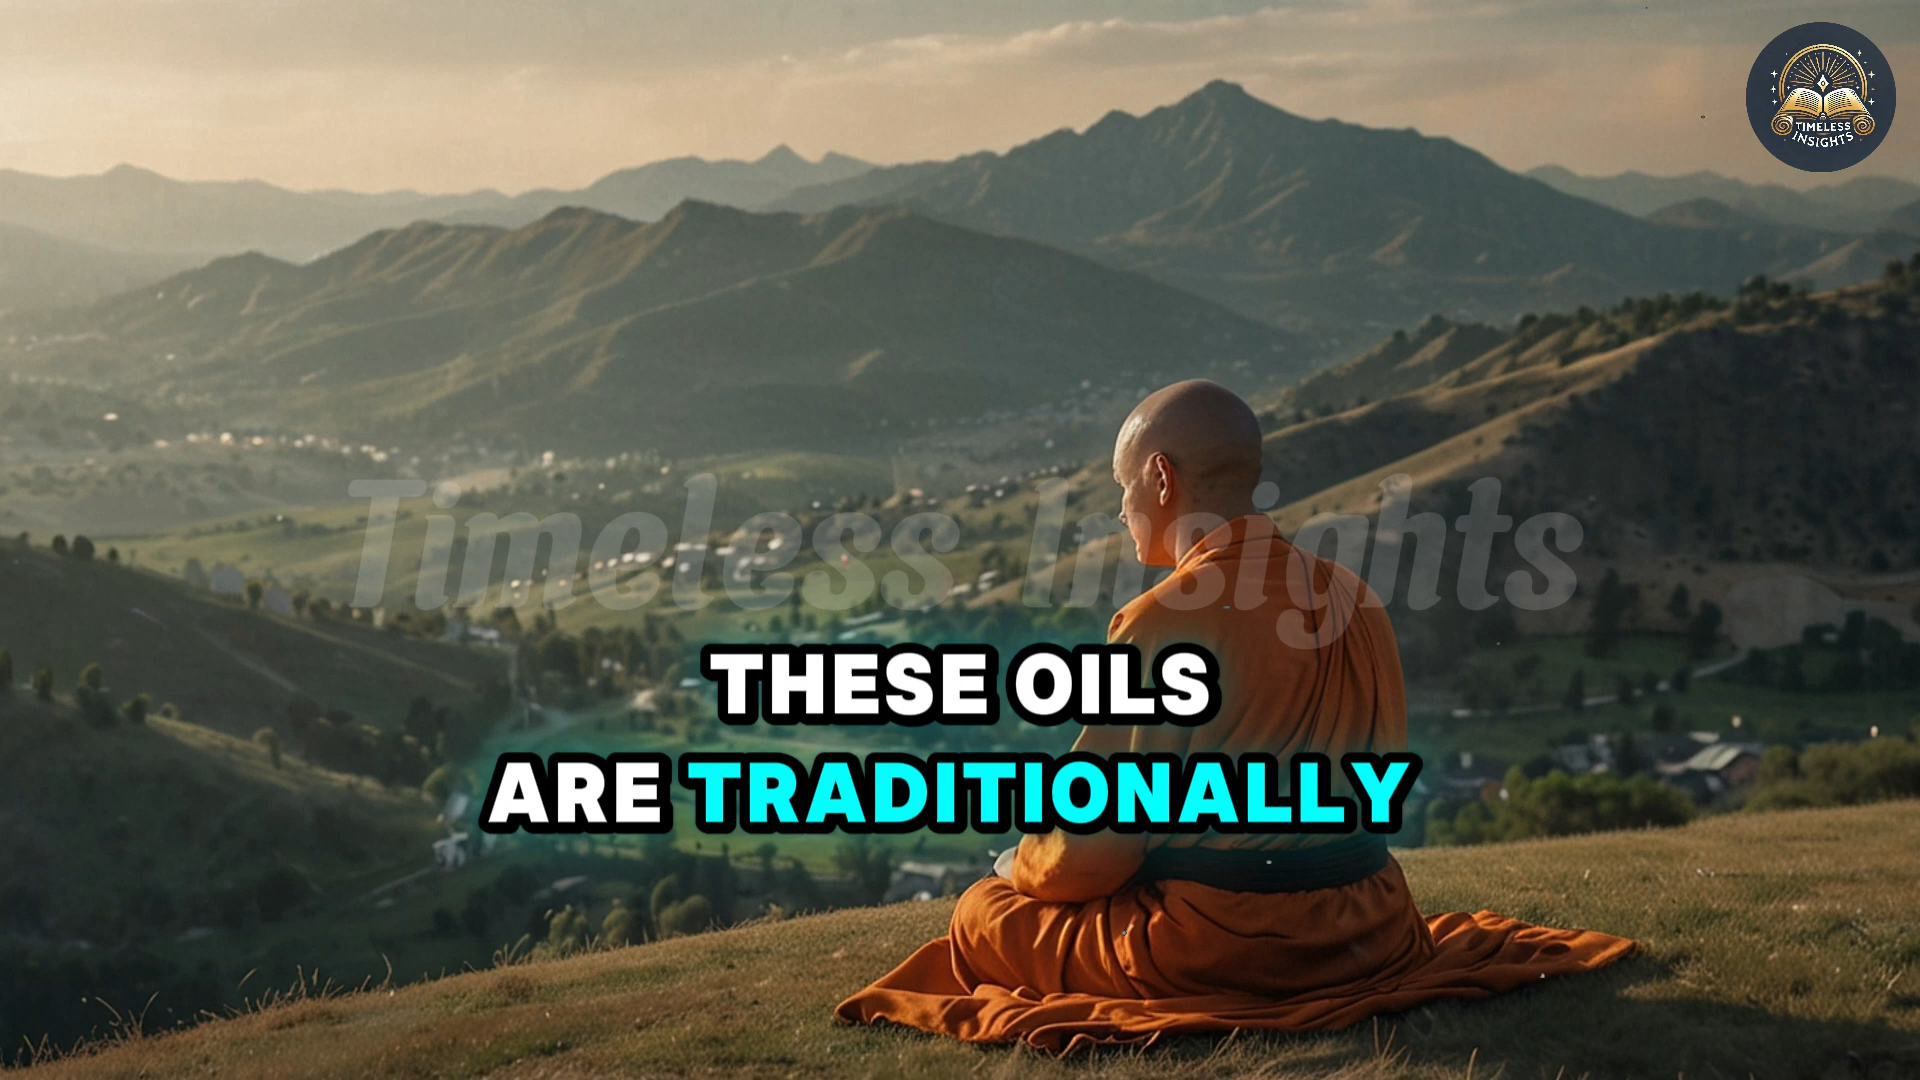 TIMELESS
INSIGHTS
Timeless Insights
THESE OILS
ARE TRADITIONALLY